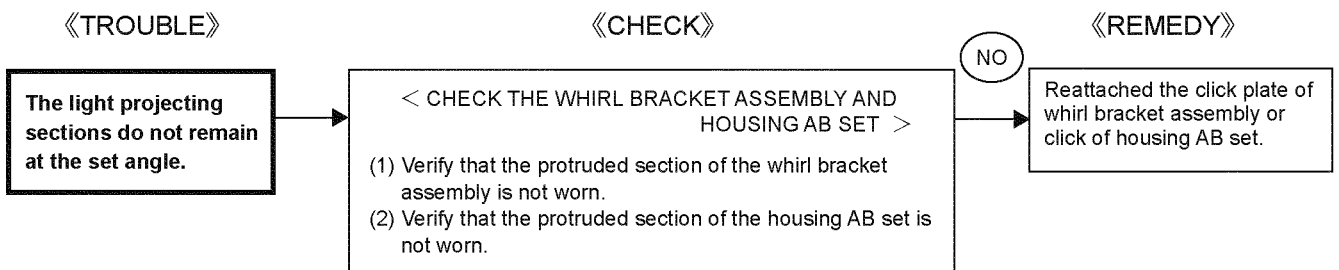 《TROUBLE》
《CHECK》
《REMEDY》
The light projecting
sections do not remain
at the set angle.
< CHECK THE WHIRL BRACKET ASSEMBLY AND
HOUSING AB SET >
(1) Verify that the protruded section of the whirl bracket
assembly is not worn.
(2) Verify that the protruded section of the housing AB set is
not worn.
NO
Reattached the click plate of
whirl bracket assembly or
click of housing AB set.